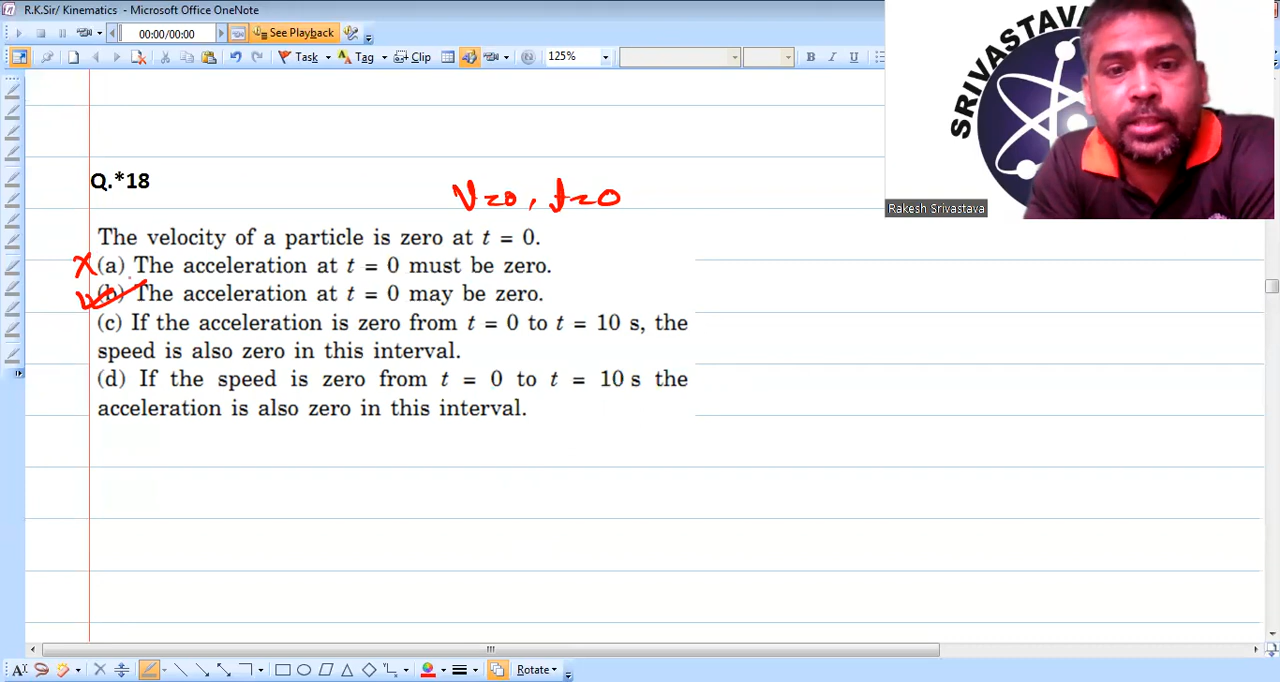 R.K.Sir/ Kinematics - Microsoft Office OneNote
00:00/00:00 See Playback
Task Tag Clip 125% B I U
SRIVASTAVA
Rakesh Srivastava
Q.*18
V=0, t=0
The velocity of a particle is zero at t = 0.
X (a) The acceleration at t = 0 must be zero.
(b) The acceleration at t = 0 may be zero.
(c) If the acceleration is zero from t = 0 to t = 10 s, the
speed is also zero in this interval.
(d) If the speed is zero from t = 0 to t = 10 s the
acceleration is also zero in this interval.
Rotate